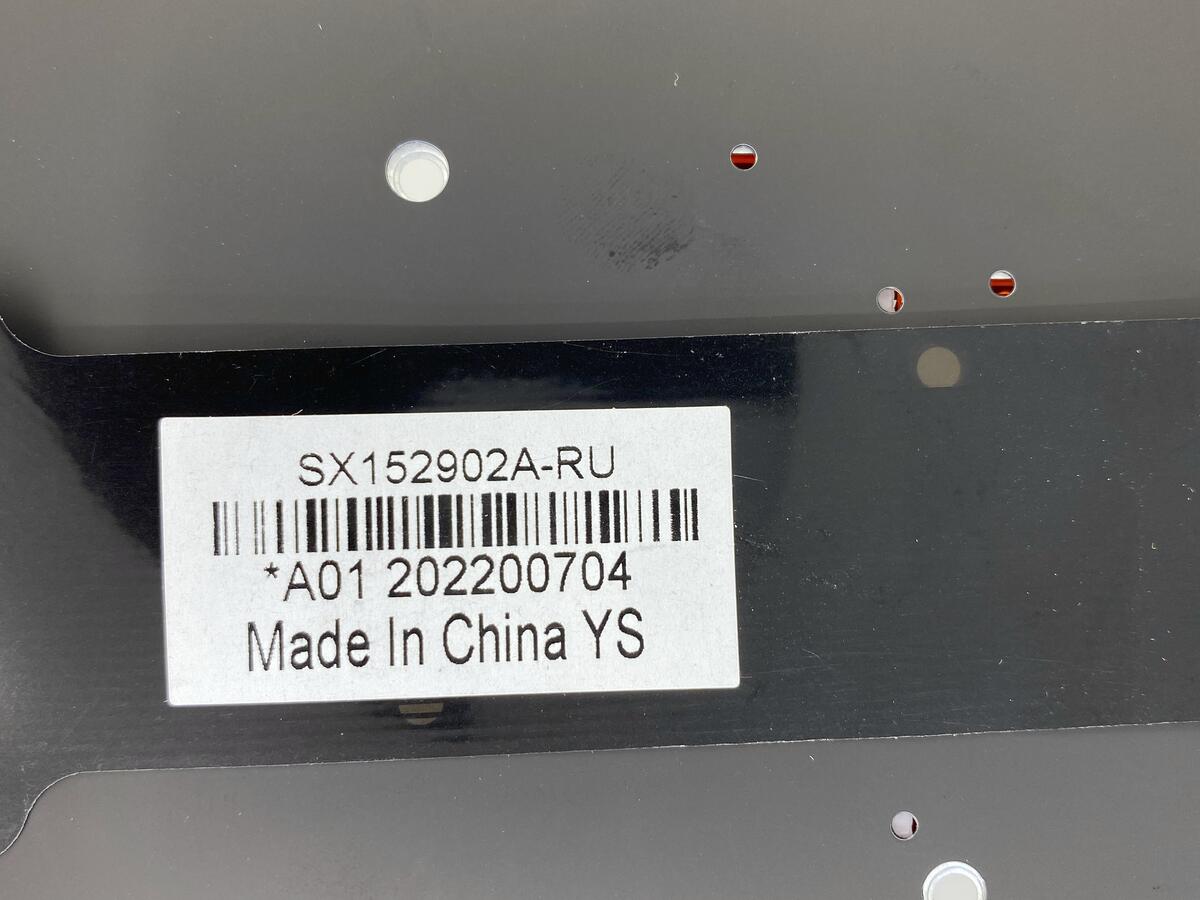 SX152902A-RU
*A01 202200704
Made In China YS